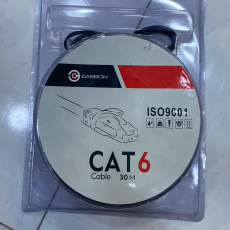 CARBON
ISO9001
CAT6
Cable 30 M